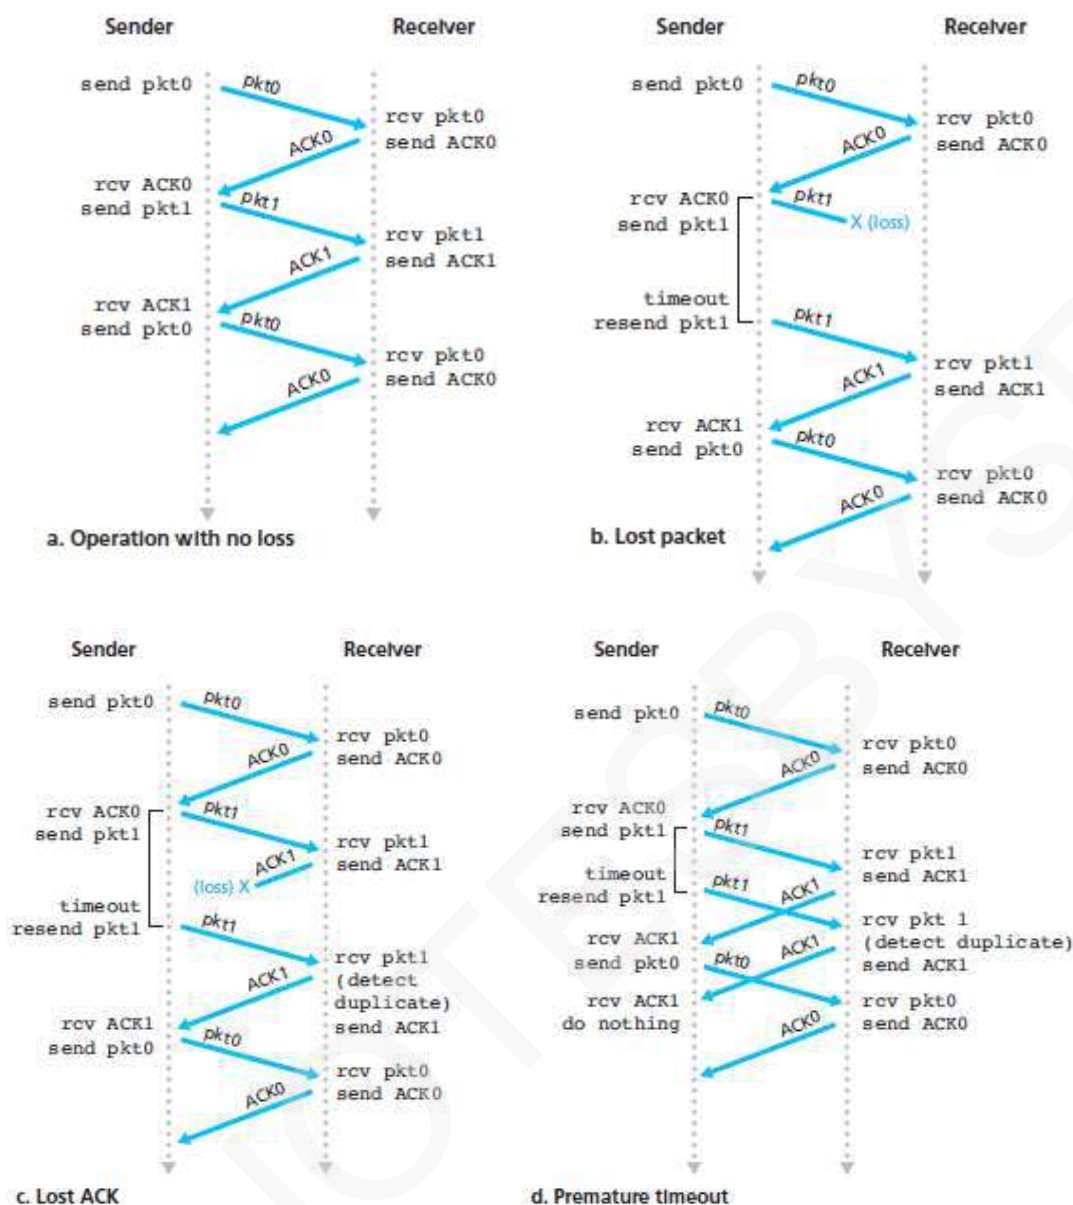 Sender Receiver
send pkt0
pkt0
rcv pkt0
send ACK0
ACK0
rcv ACK0
send pkt1
pkt1
rcv pkt1
send ACK1
ACK1
rcv ACK1
send pkt0
pkt0
rcv pkt0
send ACK0
ACK0
a. Operation with no loss
Sender Receiver
send pkt0
pkt0
rcv pkt0
send ACK0
ACK0
rcv ACK0
send pkt1
pkt1
X (loss)
timeout
resend pkt1
pkt1
rcv pkt1
send ACK1
ACK1
rcv ACK1
send pkt0
pkt0
rcv pkt0
send ACK0
ACK0
b. Lost packet
Sender Receiver
send pkt0
pkt0
rcv pkt0
send ACK0
ACK0
rcv ACK0
send pkt1
pkt1
rcv pkt1
send ACK1
ACK1
(loss) X
timeout
resend pkt1
pkt1
rcv pkt1
(detect
duplicate)
send ACK1
ACK1
rcv ACK1
send pkt0
pkt0
rcv pkt0
send ACK0
ACK0
c. Lost ACK
Sender Receiver
send pkt0
pkt0
rcv pkt0
send ACK0
ACK0
rcv ACK0
send pkt1
pkt1
rcv pkt1
send ACK1
ACK1
timeout
resend pkt1
pkt1
rcv pkt 1
(detect duplicate)
send ACK1
ACK1
rcv ACK1
send pkt0
pkt0
rcv pkt0
send ACK0
rcv ACK1
do nothing
ACK0
d. Premature timeout